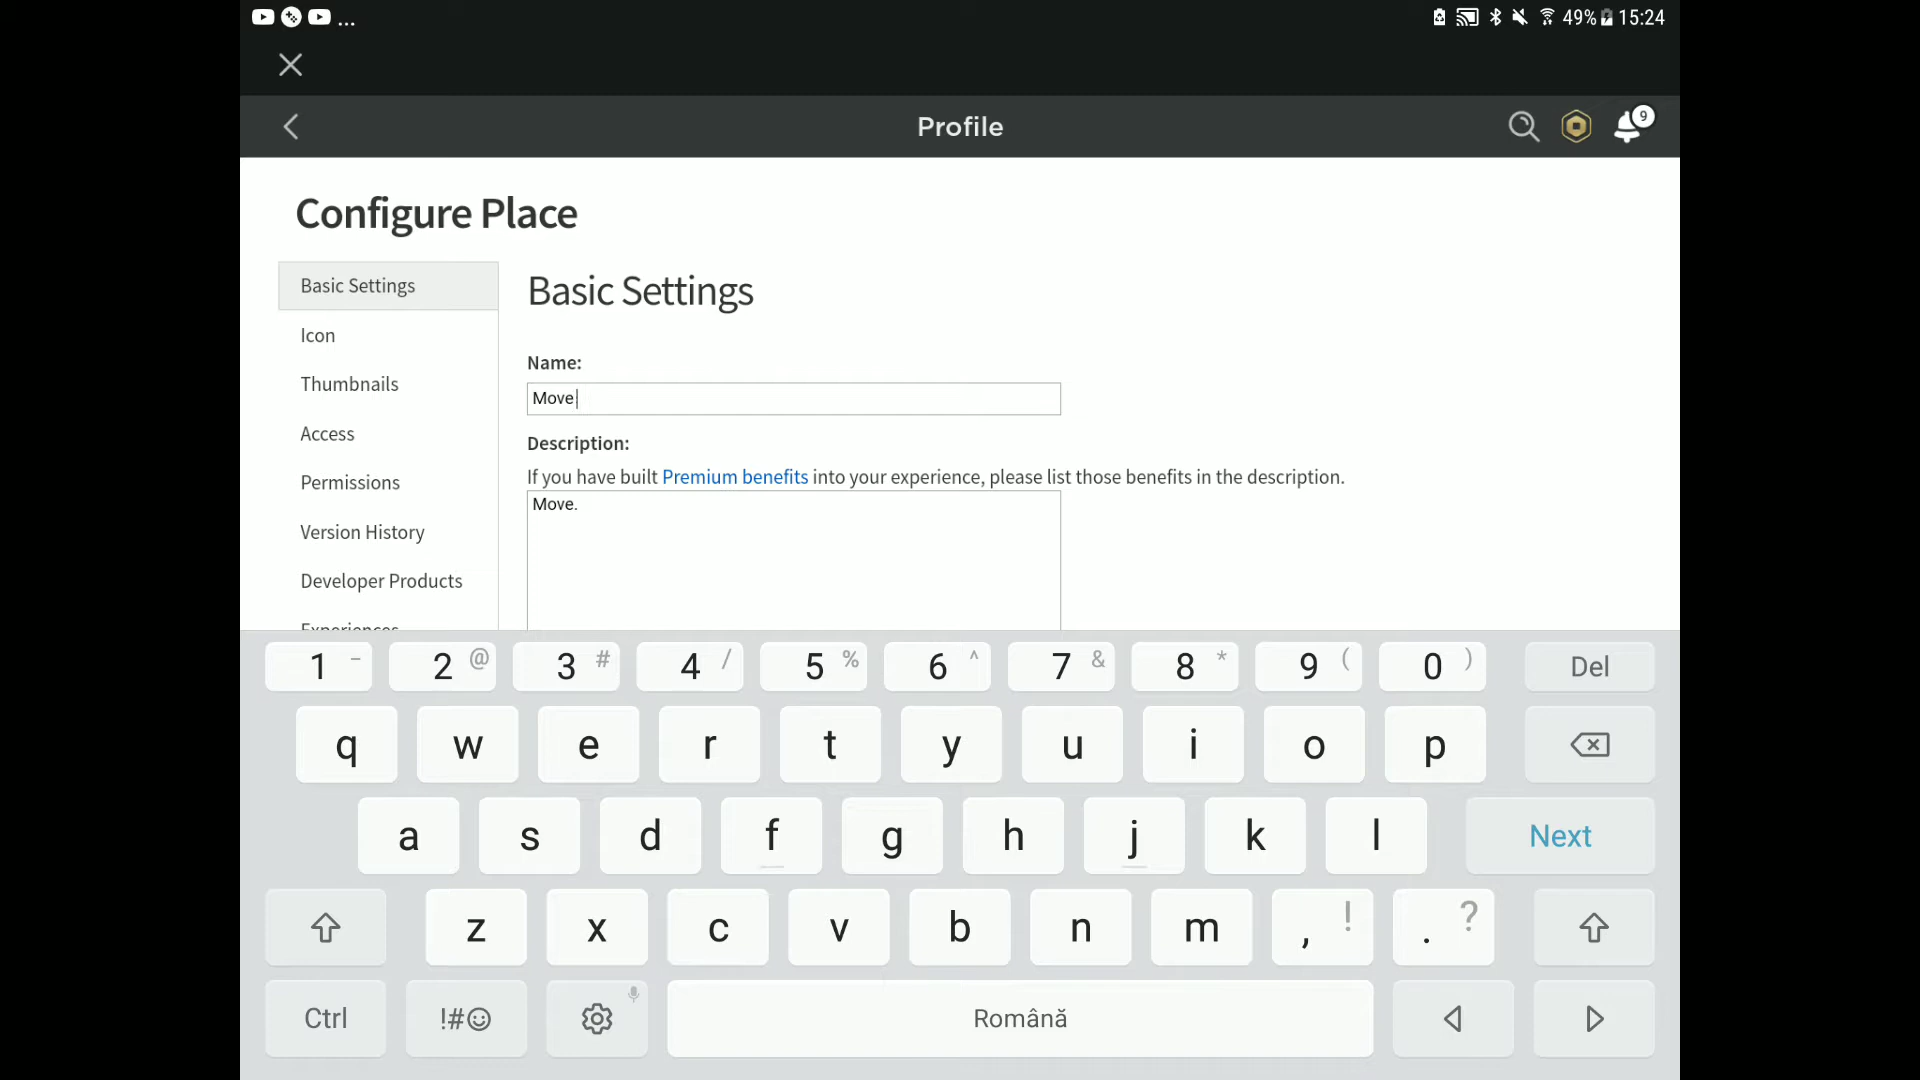 ... 49% 15:24
Profile 9
Configure Place
Basic Settings
Icon
Thumbnails
Access
Permissions
Version History
Developer Products
Experiences
Basic Settings
Name:
Move
Description:
If you have built Premium benefits into your experience, please list those benefits in the description.
Move.
1 - 2 @ 3 # 4 / 5 % 6 ^ 7 & 8 * 9 ( 0 ) Del
q w e r t y u i o p
a s d f g h j k l Next
z x c v b n m , ! . ?
Ctrl !#☺ Română